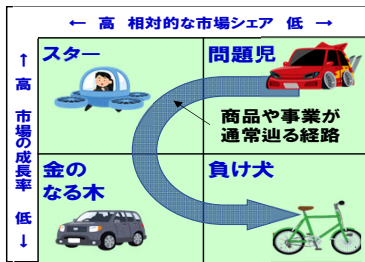 ← 高 相対的な市場シェア 低 →
↑ 高 市場の成長率 低 ↓
スター
問題児
商品や事業が
通常辿る経路
金の
なる木
負け犬